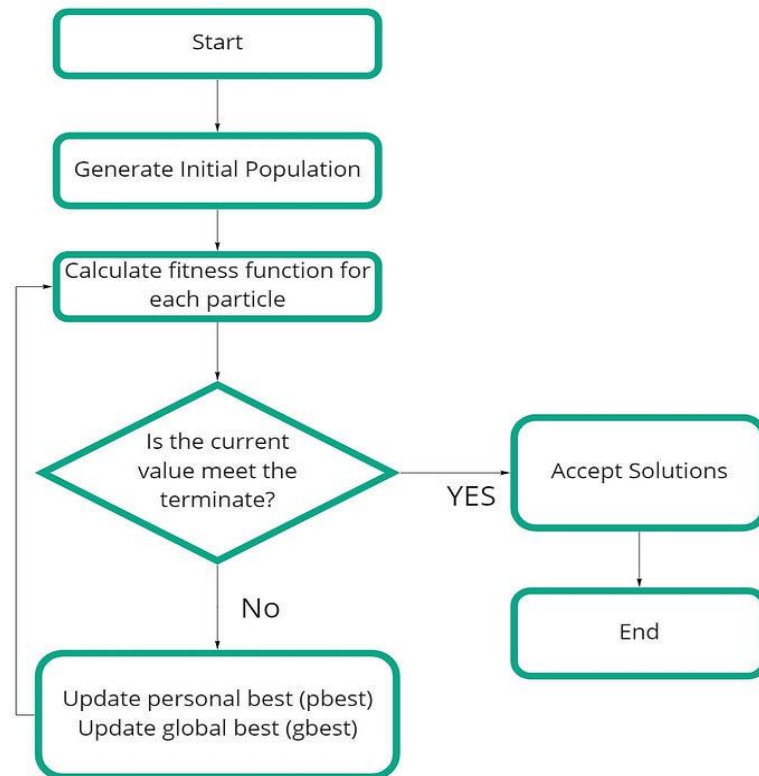 Start
Generate Initial Population
Calculate fitness function for
each particle
Is the current
value meet the
terminate?
YES
Accept Solutions
No
End
Update personal best (pbest)
Update global best (gbest)